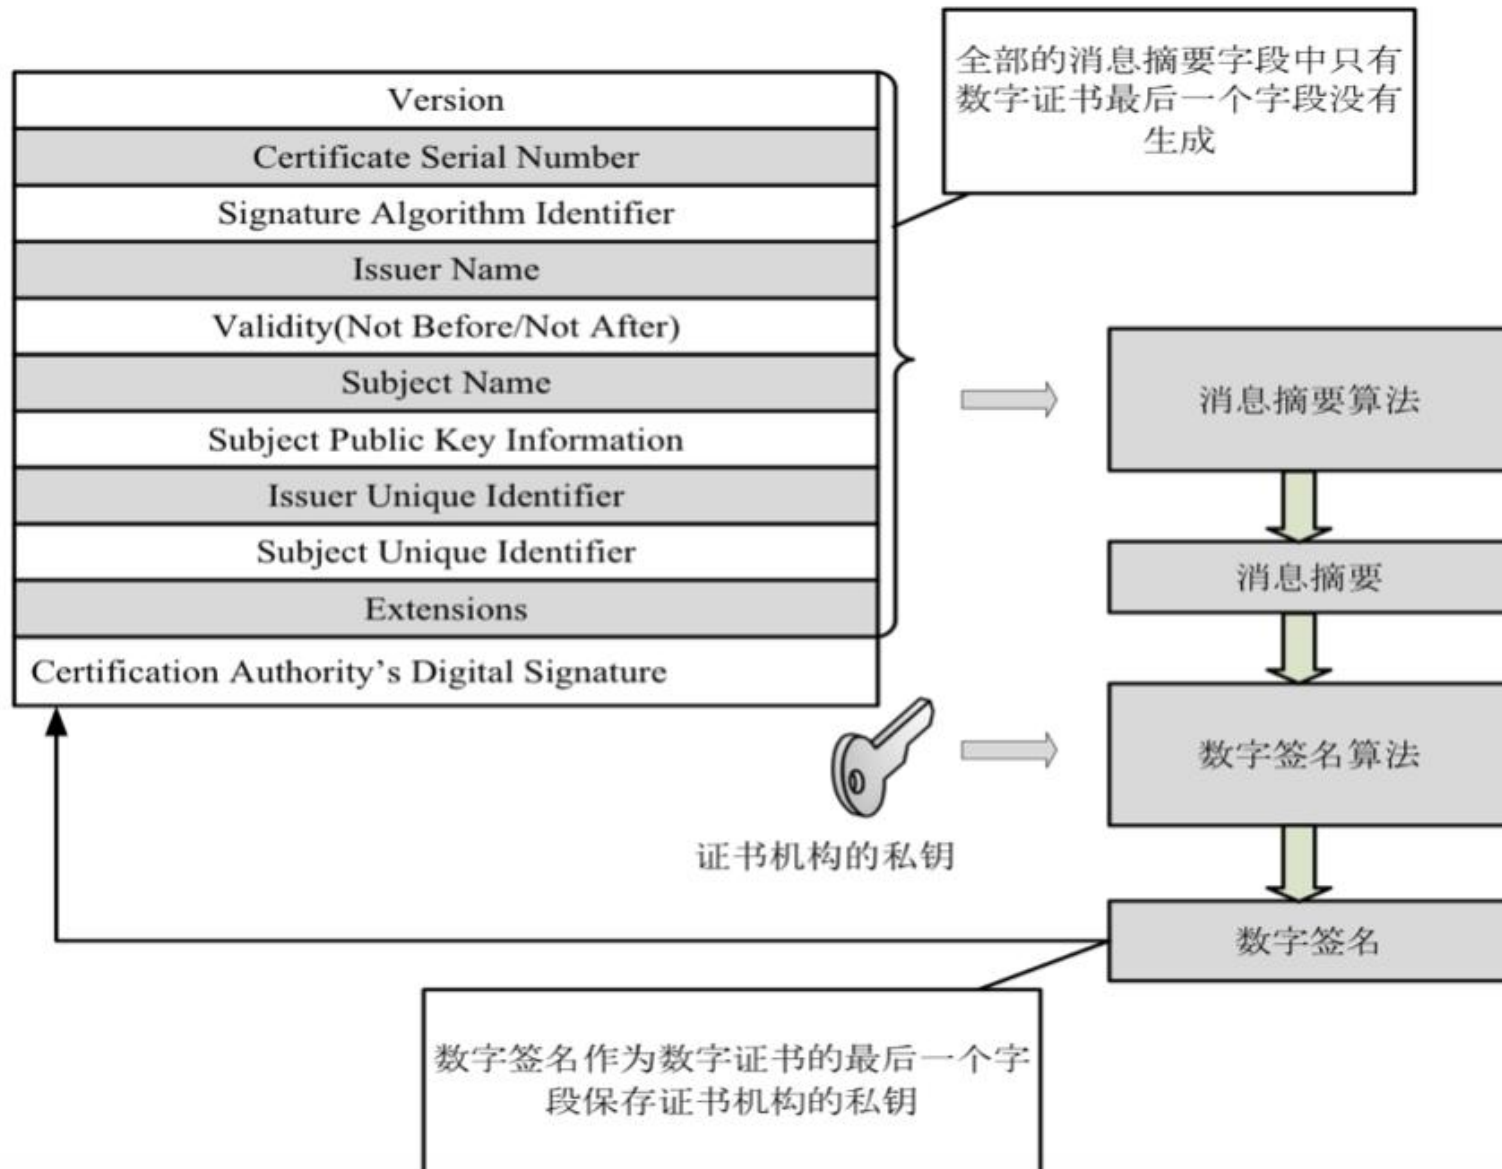 全部的消息摘要字段中只有
数字证书最后一个字段没有
生成
Version
Certificate Serial Number
Signature Algorithm Identifier
Issuer Name
Validity(Not Before/Not After)
Subject Name
Subject Public Key Information
Issuer Unique Identifier
Subject Unique Identifier
Extensions
Certification Authority’s Digital Signature
消息摘要算法
消息摘要
数字签名算法
证书机构的私钥
数字签名
数字签名作为数字证书的最后一个字
段保存证书机构的私钥